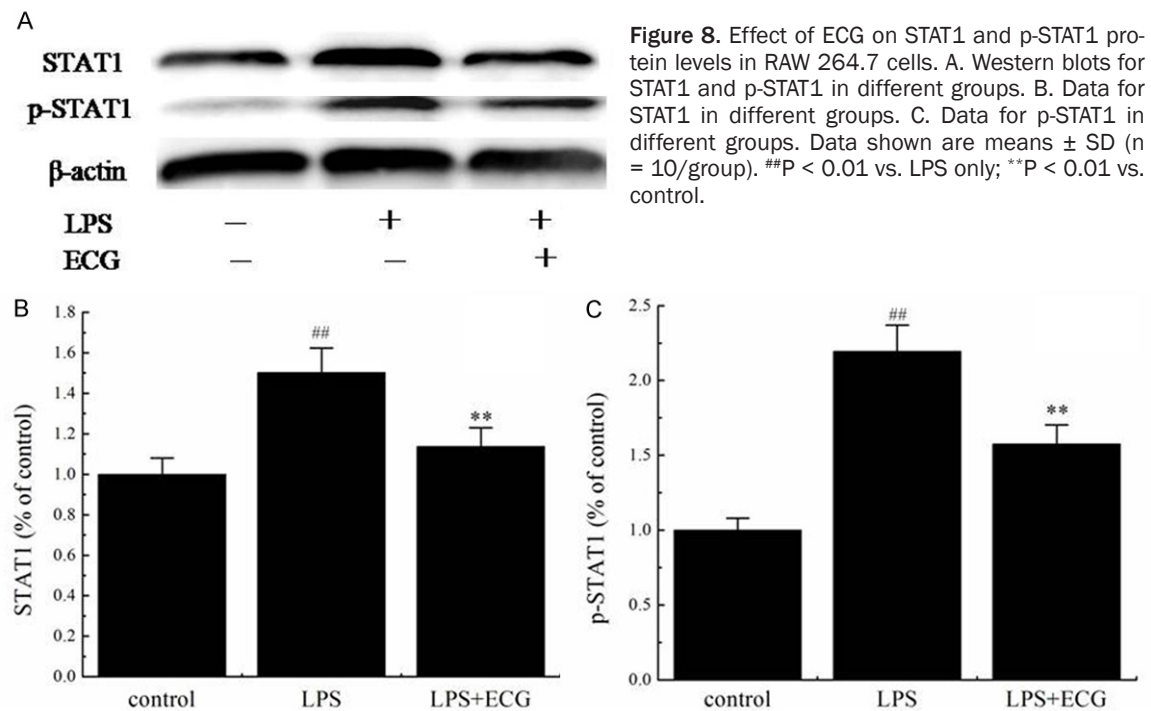 A
STAT1
p-STAT1
β-actin
LPS – + +
ECG – – +
Figure 8. Effect of ECG on STAT1 and p-STAT1 pro-
tein levels in RAW 264.7 cells. A. Western blots for
STAT1 and p-STAT1 in different groups. B. Data for
STAT1 in different groups. C. Data for p-STAT1 in
different groups. Data shown are means ± SD (n
= 10/group). ##P < 0.01 vs. LPS only; **P < 0.01 vs.
control.
B
STAT1 (% of control)
1.8
1.6
1.4
1.2
1.0
0.8
0.6
0.4
0.2
0.0
##
**
control LPS LPS+ECG
C
p-STAT1 (% of control)
2.5
2.0
1.5
1.0
0.5
0.0
##
**
control LPS LPS+ECG